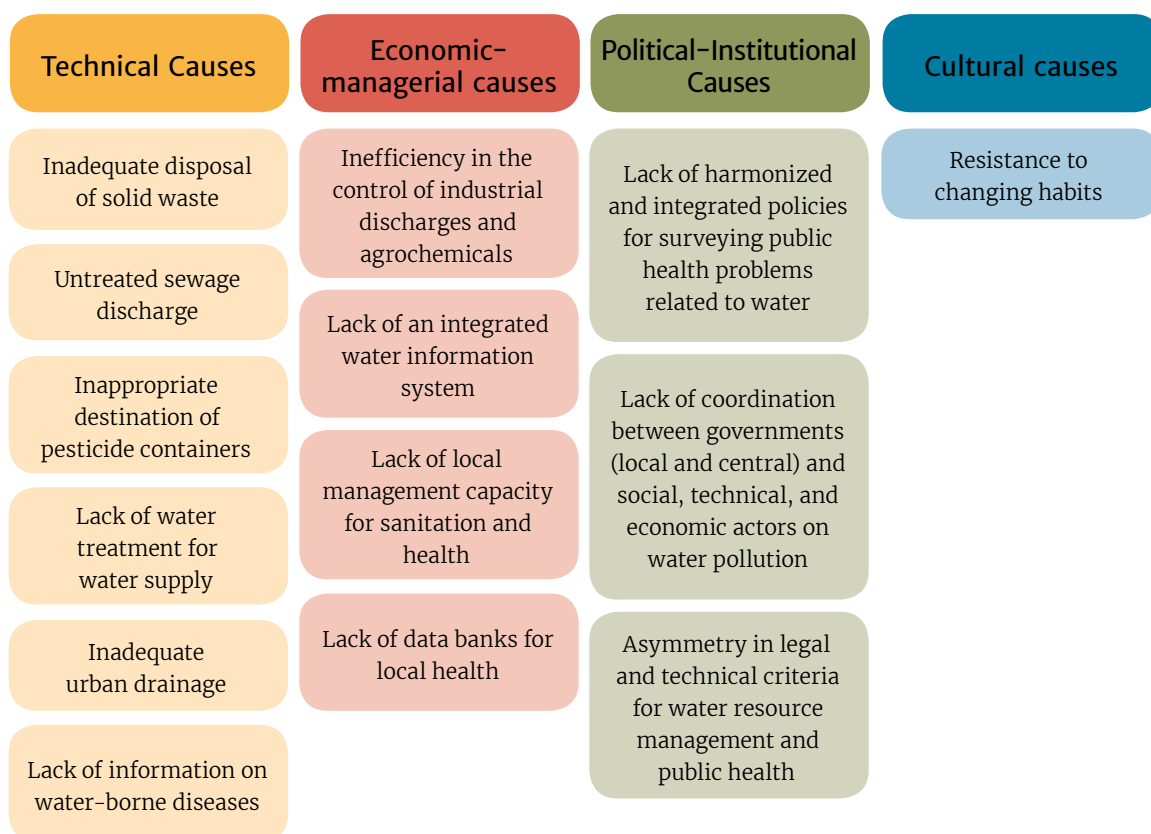 Technical Causes
Inadequate disposal
of solid waste
Untreated sewage
discharge
Inappropriate
destination of
pesticide containers
Lack of water
treatment for
water supply
Inadequate
urban drainage
Lack of information on
water-borne diseases
Economic-
managerial causes
Inefficiency in the
control of industrial
discharges and
agrochemicals
Lack of an integrated
water information
system
Lack of local
management capacity
for sanitation and
health
Lack of data banks for
local health
Political-Institutional
Causes
Lack of harmonized
and integrated policies
for surveying public
health problems
related to water
Lack of coordination
between governments
(local and central) and
social, technical, and
economic actors on
water pollution
Asymmetry in legal
and technical criteria
for water resource
management and
public health
Cultural causes
Resistance to
changing habits